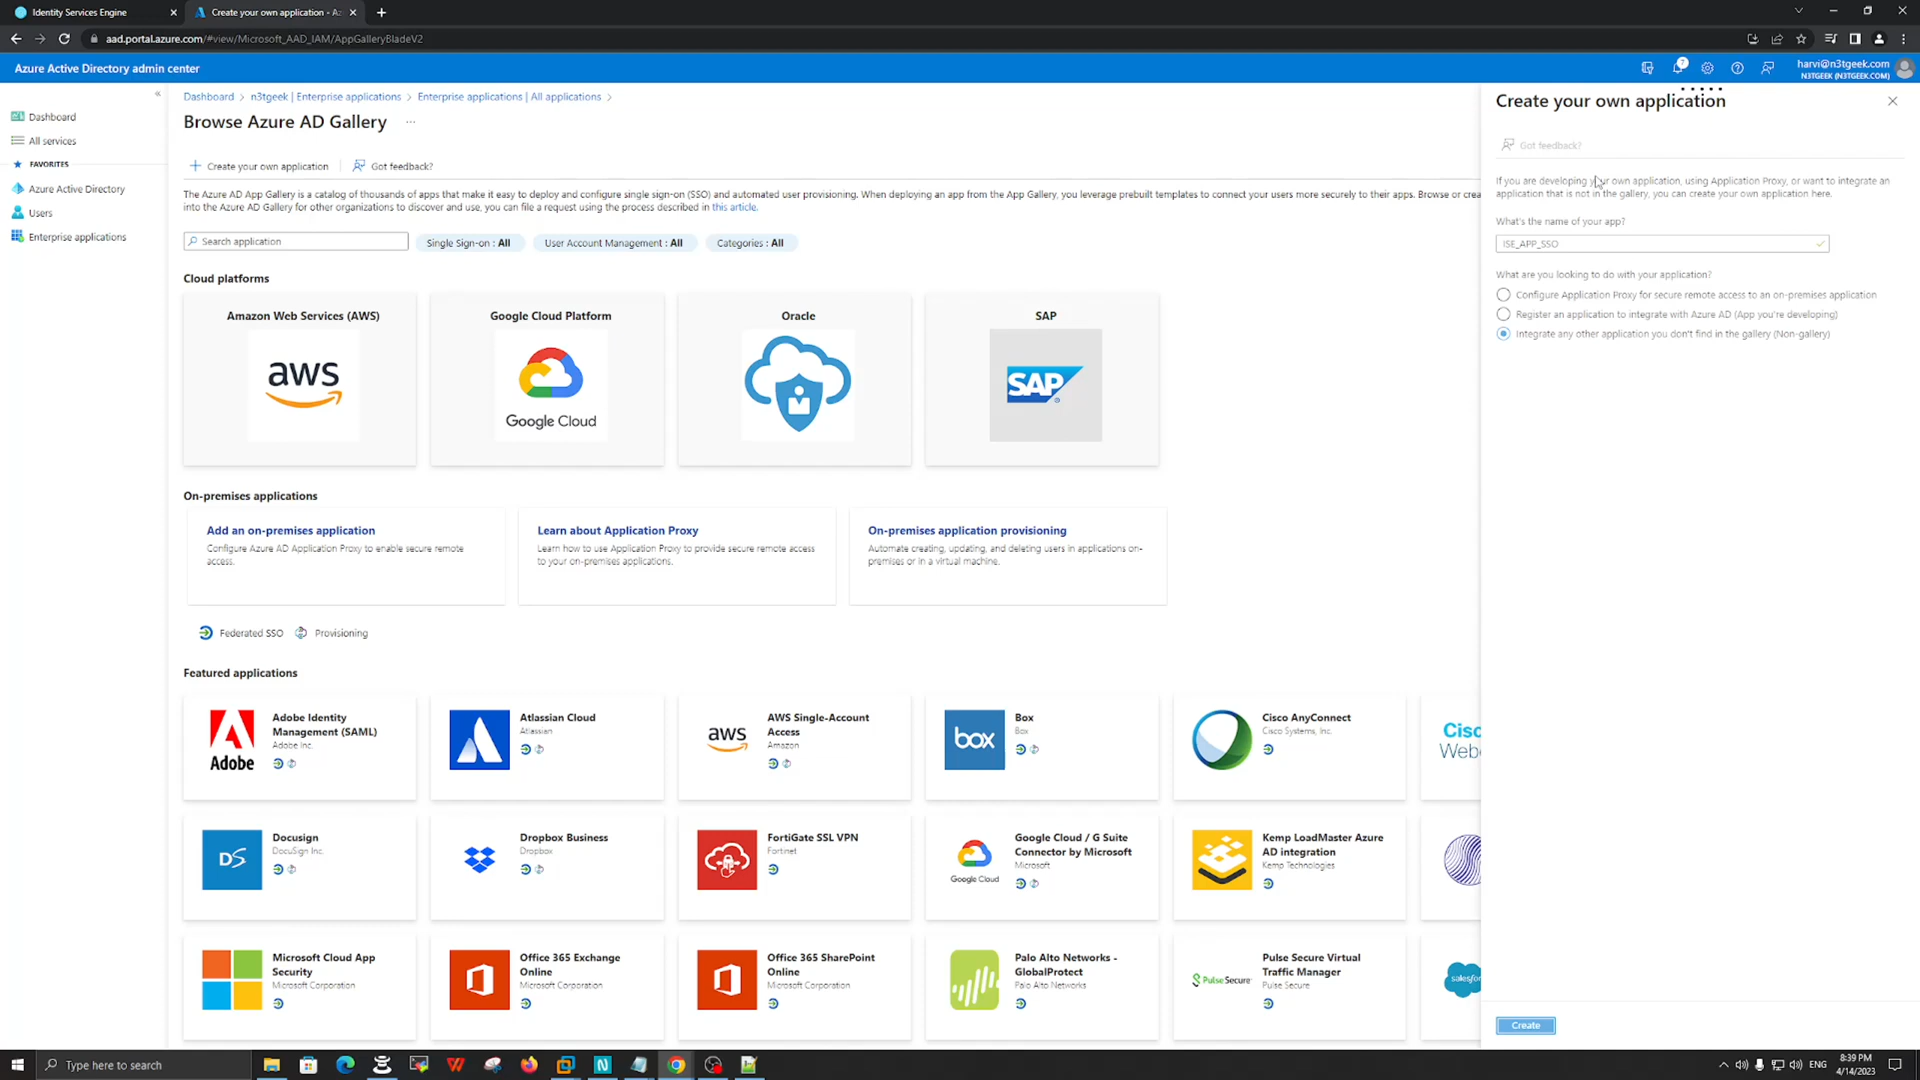 Identity Services Engine
Create your own application - Az
aad.portal.azure.com/#view/Microsoft_AAD_IAM/AppGalleryBladeV2
Azure Active Directory admin center
7
harvi@n3tgeek.com
N3TGEEK (N3TGEEK.COM)
Dashboard
All services
FAVORITES
Azure Active Directory
Users
Enterprise applications
Dashboard > n3tgeek | Enterprise applications > Enterprise applications | All applications >
Browse Azure AD Gallery ...
Create your own application
Got feedback?
The Azure AD App Gallery is a catalog of thousands of apps that make it easy to deploy and configure single sign-on (SSO) and automated user provisioning. When deploying an app from the App Gallery, you leverage prebuilt templates to connect your users more securely to their apps. Browse or crea
into the Azure AD Gallery for other organizations to discover and use, you can file a request using the process described in this article.
Search application
Single Sign-on : All
User Account Management : All
Categories : All
Cloud platforms
Amazon Web Services (AWS)
aws
Google Cloud Platform
Google Cloud
Oracle
SAP
SAP
On-premises applications
Add an on-premises application
Configure Azure AD Application Proxy to enable secure remote
access.
Learn about Application Proxy
Learn how to use Application Proxy to provide secure remote access
to your on-premises applications.
On-premises application provisioning
Automate creating, updating, and deleting users in applications on-
premises or in a virtual machine.
Federated SSO
Provisioning
Featured applications
Adobe
Adobe Identity
Management (SAML)
Adobe Inc.
Atlassian Cloud
Atlassian
aws
AWS Single-Account
Access
Amazon
box
Box
Box
Cisco AnyConnect
Cisco Systems, Inc.
Cisc
Web
DS
Docusign
DocuSign Inc.
Dropbox Business
Dropbox
FortiGate SSL VPN
Fortinet
Google Cloud
Google Cloud / G Suite
Connector by Microsoft
Microsoft
Kemp LoadMaster Azure
AD integration
Kemp Technologies
Microsoft Cloud App
Security
Microsoft Corporation
Office 365 Exchange
Online
Microsoft Corporation
Office 365 SharePoint
Online
Microsoft Corporation
Palo Alto Networks -
GlobalProtect
Palo Alto Networks
Pulse Secure
Pulse Secure Virtual
Traffic Manager
Pulse Secure
salesfor
Create your own application
Got feedback?
If you are developing your own application, using Application Proxy, or want to integrate an
application that is not in the gallery, you can create your own application here.
What's the name of your app?
ISE_APP_SSO
What are you looking to do with your application?
Configure Application Proxy for secure remote access to an on-premises application
Register an application to integrate with Azure AD (App you're developing)
Integrate any other application you don't find in the gallery (Non-gallery)
Create
Type here to search
ENG
8:39 PM
4/14/2023